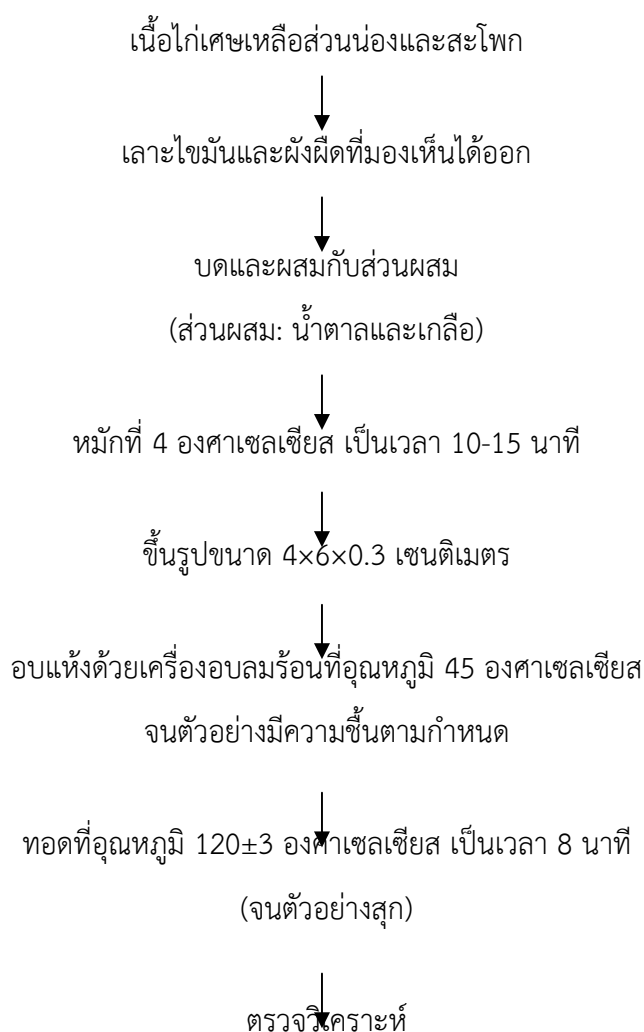 เนื้อไก่เศษเหลือส่วนน่องและสะโพก
เลาะไขมันและผังผืดที่มองเห็นได้ออก
บดและผสมกับส่วนผสม
(ส่วนผสม: น้ำตาลและเกลือ)
หมักที่ 4 องศาเซลเซียส เป็นเวลา 10-15 นาที
ขึ้นรูปขนาด 4×6×0.3 เซนติเมตร
อบแห้งด้วยเครื่องอบลมร้อนที่อุณหภูมิ 45 องศาเซลเซียส
จนตัวอย่างมีความชื้นตามกำหนด
ทอดที่อุณหภูมิ 120±3 องศาเซลเซียส เป็นเวลา 8 นาที
(จนตัวอย่างสุก)
ตรวจวิเคราะห์